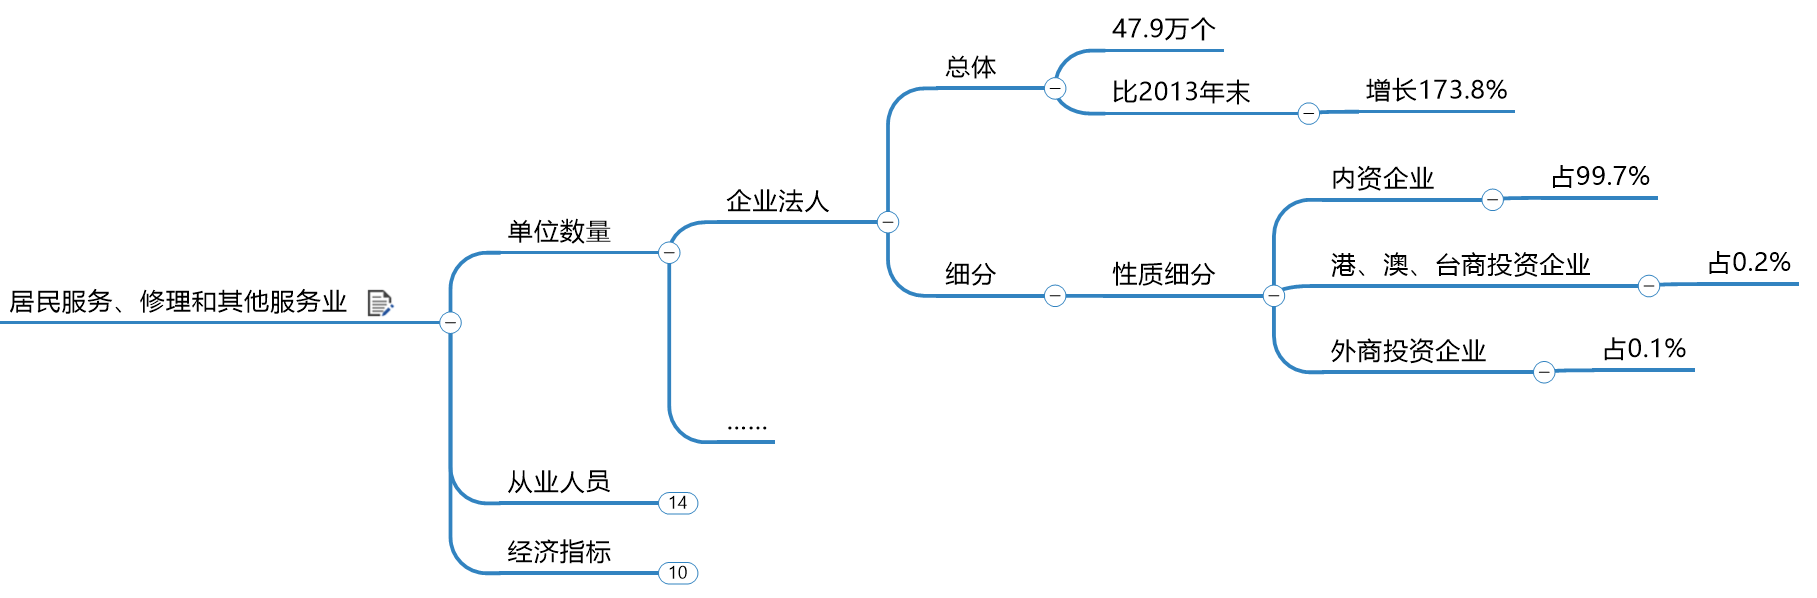 居民服务、修理和其他服务业
单位数量
企业法人
总体
47.9万个
比2013年末
增长173.8%
细分
性质细分
内资企业
占99.7%
港、澳、台商投资企业
占0.2%
外商投资企业
占0.1%
……
从业人员
14
经济指标
10